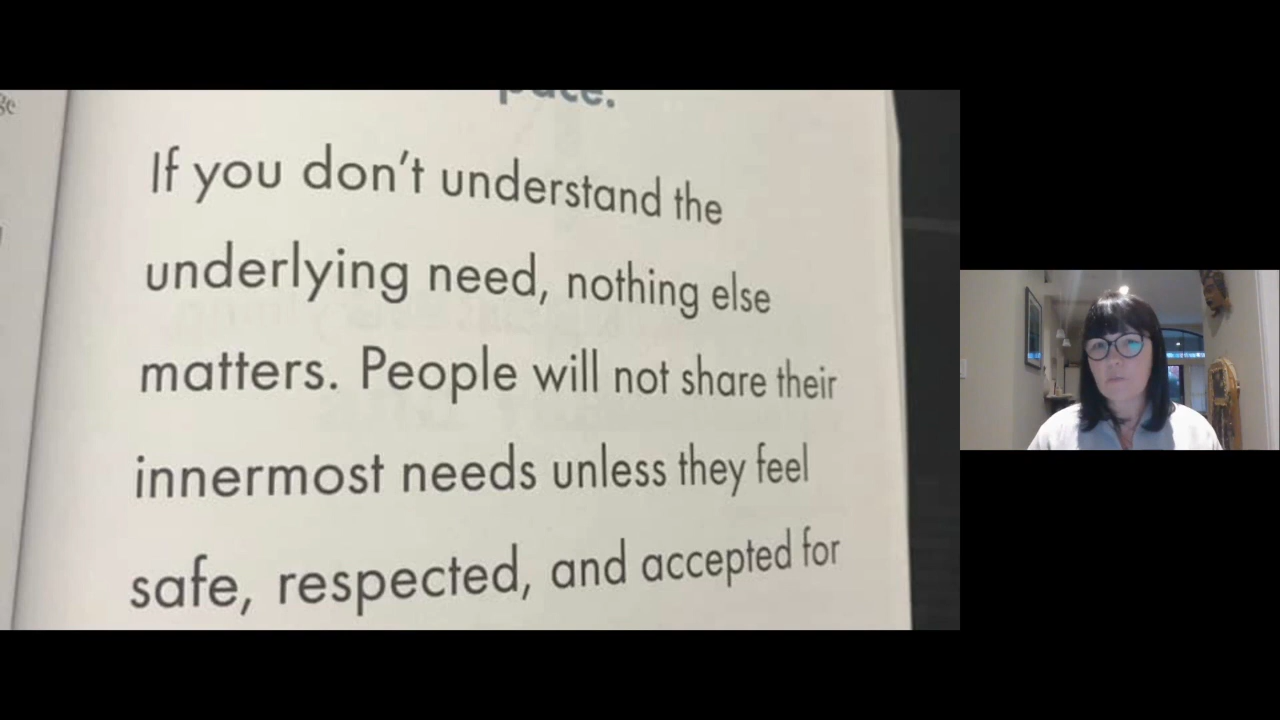 If you don't understand the
underlying need, nothing else
matters. People will not share their
innermost needs unless they feel
safe, respected, and accepted for